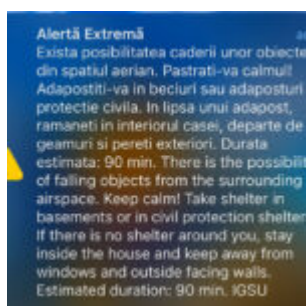 Alertă Extremă
Exista posibilitatea caderii unor obiecte
din spatiul aerian. Pastrati-va calmul!
Adapostiti-va in beciuri sau adaposturi
protectie civila. In lipsa unui adapost,
ramaneti in interiorul casei, departe de
geamuri si pereti exteriori. Durata
estimata: 90 min. There is the possibilit
of falling objects from the surrounding
airspace. Keep calm! Take shelter in
basements or in civil protection shelter
If there is no shelter around you, stay
inside the house and keep away from
windows and outside facing walls.
Estimated duration: 90 min. IGSU